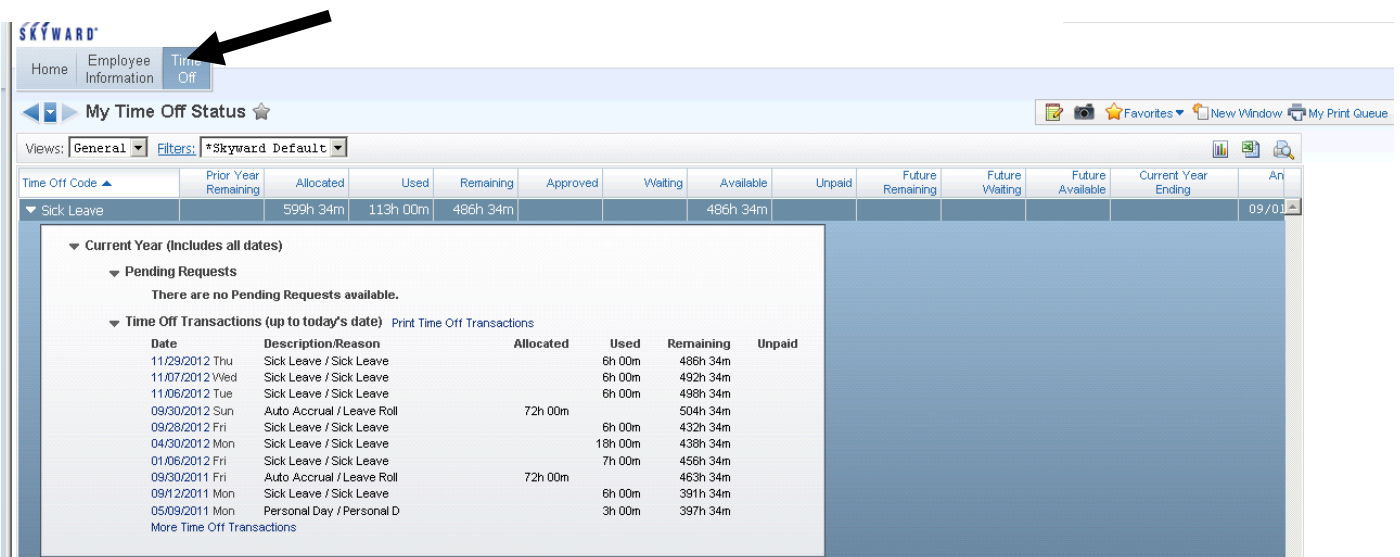 SKYWARD
Home Employee Information Time Off
My Time Off Status Favorites New Window My Print Queue
Views: General Filters: *Skyward Default
Time Off Code Prior Year Remaining Allocated Used Remaining Approved Waiting Available Unpaid Future Remaining Future Waiting Future Available Current Year Ending An
Sick Leave 599h 34m 113h 00m 486h 34m 486h 34m 09/01
Current Year (Includes all dates)
Pending Requests
There are no Pending Requests available.
Time Off Transactions (up to today's date) Print Time Off Transactions
Date Description/Reason Allocated Used Remaining Unpaid
11/29/2012 Thu Sick Leave / Sick Leave 6h 00m 486h 34m
11/07/2012 Wed Sick Leave / Sick Leave 6h 00m 492h 34m
11/06/2012 Tue Sick Leave / Sick Leave 6h 00m 498h 34m
09/30/2012 Sun Auto Accrual / Leave Roll 72h 00m 504h 34m
09/28/2012 Fri Sick Leave / Sick Leave 6h 00m 432h 34m
04/30/2012 Mon Sick Leave / Sick Leave 18h 00m 438h 34m
01/06/2012 Fri Sick Leave / Sick Leave 7h 00m 456h 34m
09/30/2011 Fri Auto Accrual / Leave Roll 72h 00m 463h 34m
09/12/2011 Mon Sick Leave / Sick Leave 6h 00m 391h 34m
05/09/2011 Mon Personal Day / Personal D 3h 00m 397h 34m
More Time Off Transactions